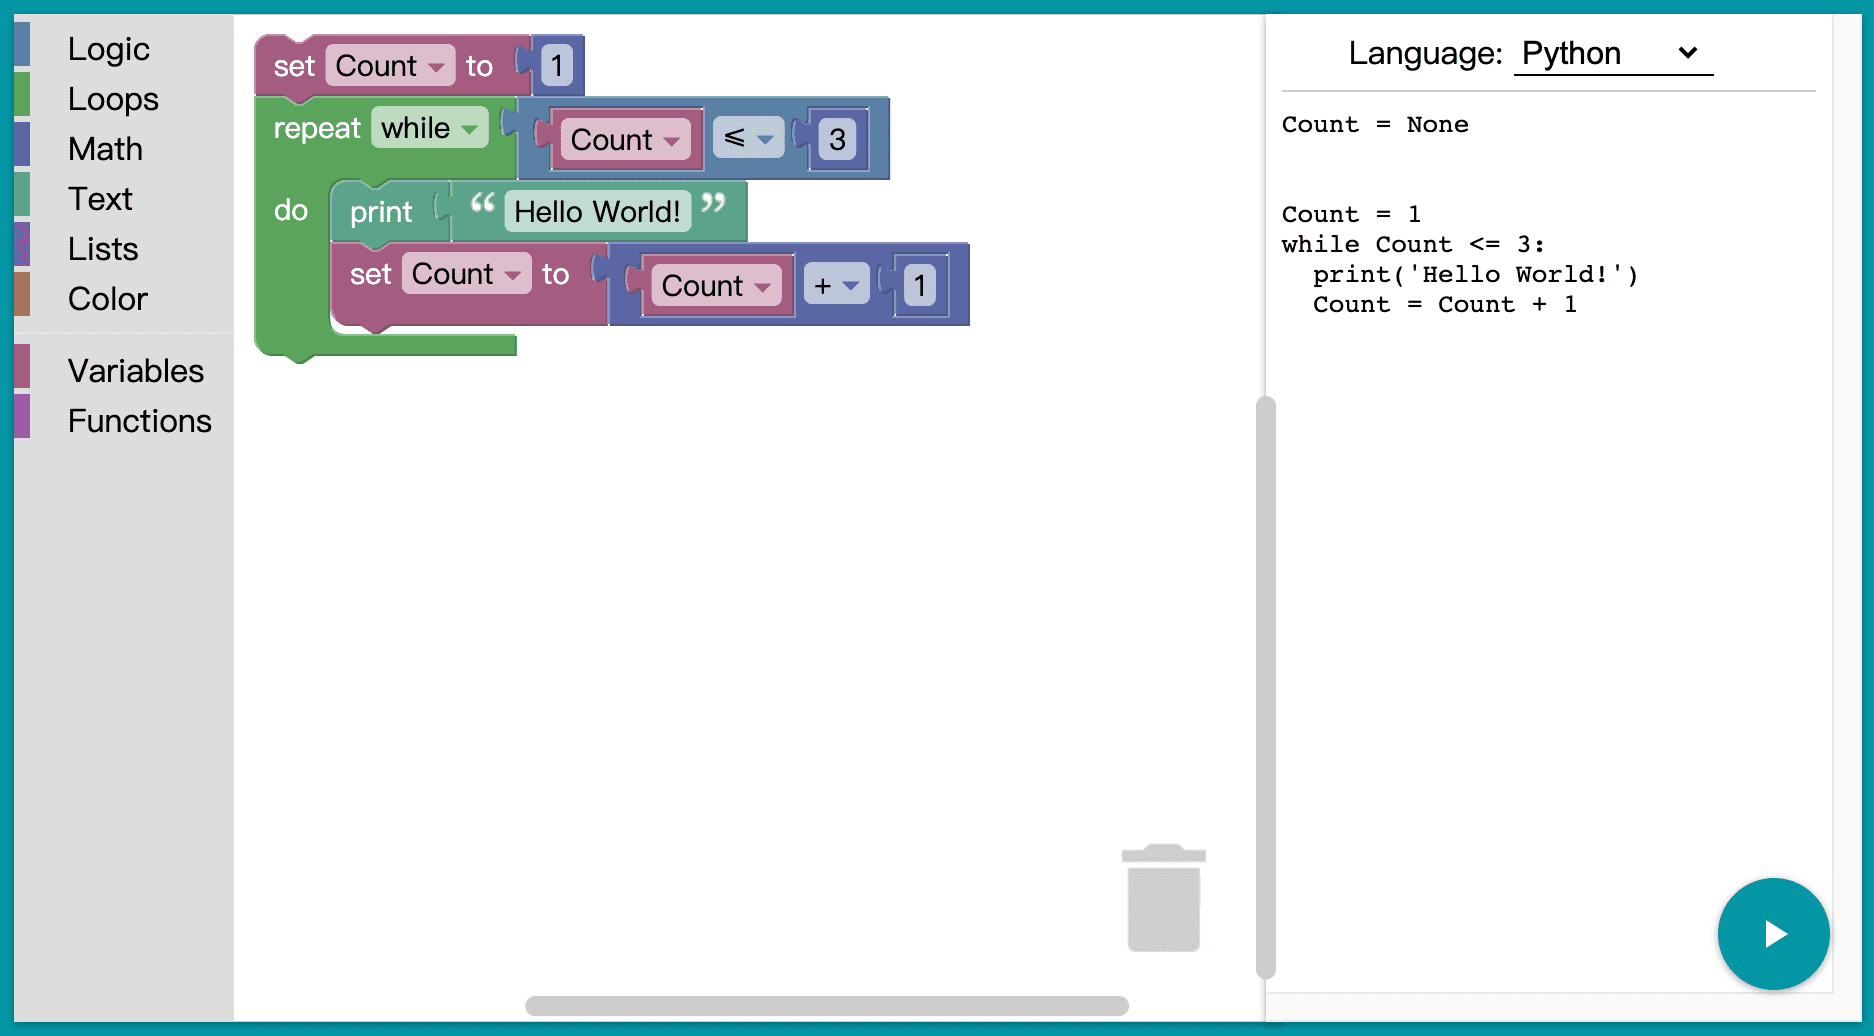 Logic
Loops
Math
Text
Lists
Color
Variables
Functions
set Count to 1
repeat while Count ≤ 3
do print “ Hello World! ”
set Count to Count + 1
Language: Python
Count = None
Count = 1
while Count <= 3:
  print('Hello World!')
  Count = Count + 1